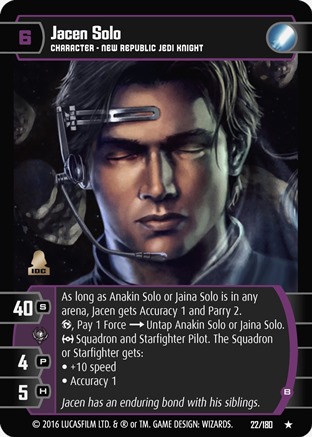 6
Jacen Solo
CHARACTER - NEW REPUBLIC JEDI KNIGHT
IDC
40 S
4 P
5 H
As long as Anakin Solo or Jaina Solo is in any
arena, Jacen gets Accuracy 1 and Parry 2.
, Pay 1 Force → Untap Anakin Solo or Jaina Solo.
Squadron and Starfighter Pilot. The Squadron
or Starfighter gets:
• +10 speed
• Accuracy 1
B
Jacen has an enduring bond with his siblings.
© 2016 LUCASFILM LTD. & ® or TM. GAME DESIGN: WIZARDS. 22/180 ★